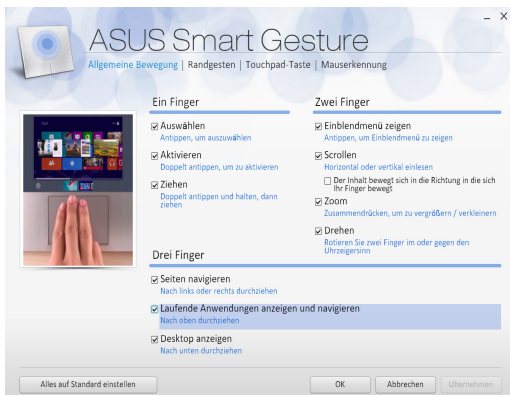 ASUS Smart Gesture
Allgemeine Bewegung | Randgesten | Touchpad-Taste | Mauserkennung
Ein Finger
Auswählen
Antippen, um auszuwählen
Aktivieren
Doppelt antippen, um zu aktivieren
Ziehen
Doppelt antippen und halten, dann
ziehen
Zwei Finger
Einblendmenü zeigen
Antippen, um Einblendmenü zu zeigen
Scrollen
Horizontal oder vertikal einlesen
Der Inhalt bewegt sich in die Richtung in die sich
Ihr Finger bewegt
Zoom
Zusammendrücken, um zu vergrößern / verkleinern
Drehen
Rotieren Sie zwei Finger im oder gegen den
Uhrzeigersinn
Drei Finger
Seiten navigieren
Nach links oder rechts durchziehen
Laufende Anwendungen anzeigen und navigieren
Nach oben durchziehen
Desktop anzeigen
Nach unten durchziehen
Alles auf Standard einstellen
OK
Abbrechen
Übernehmen